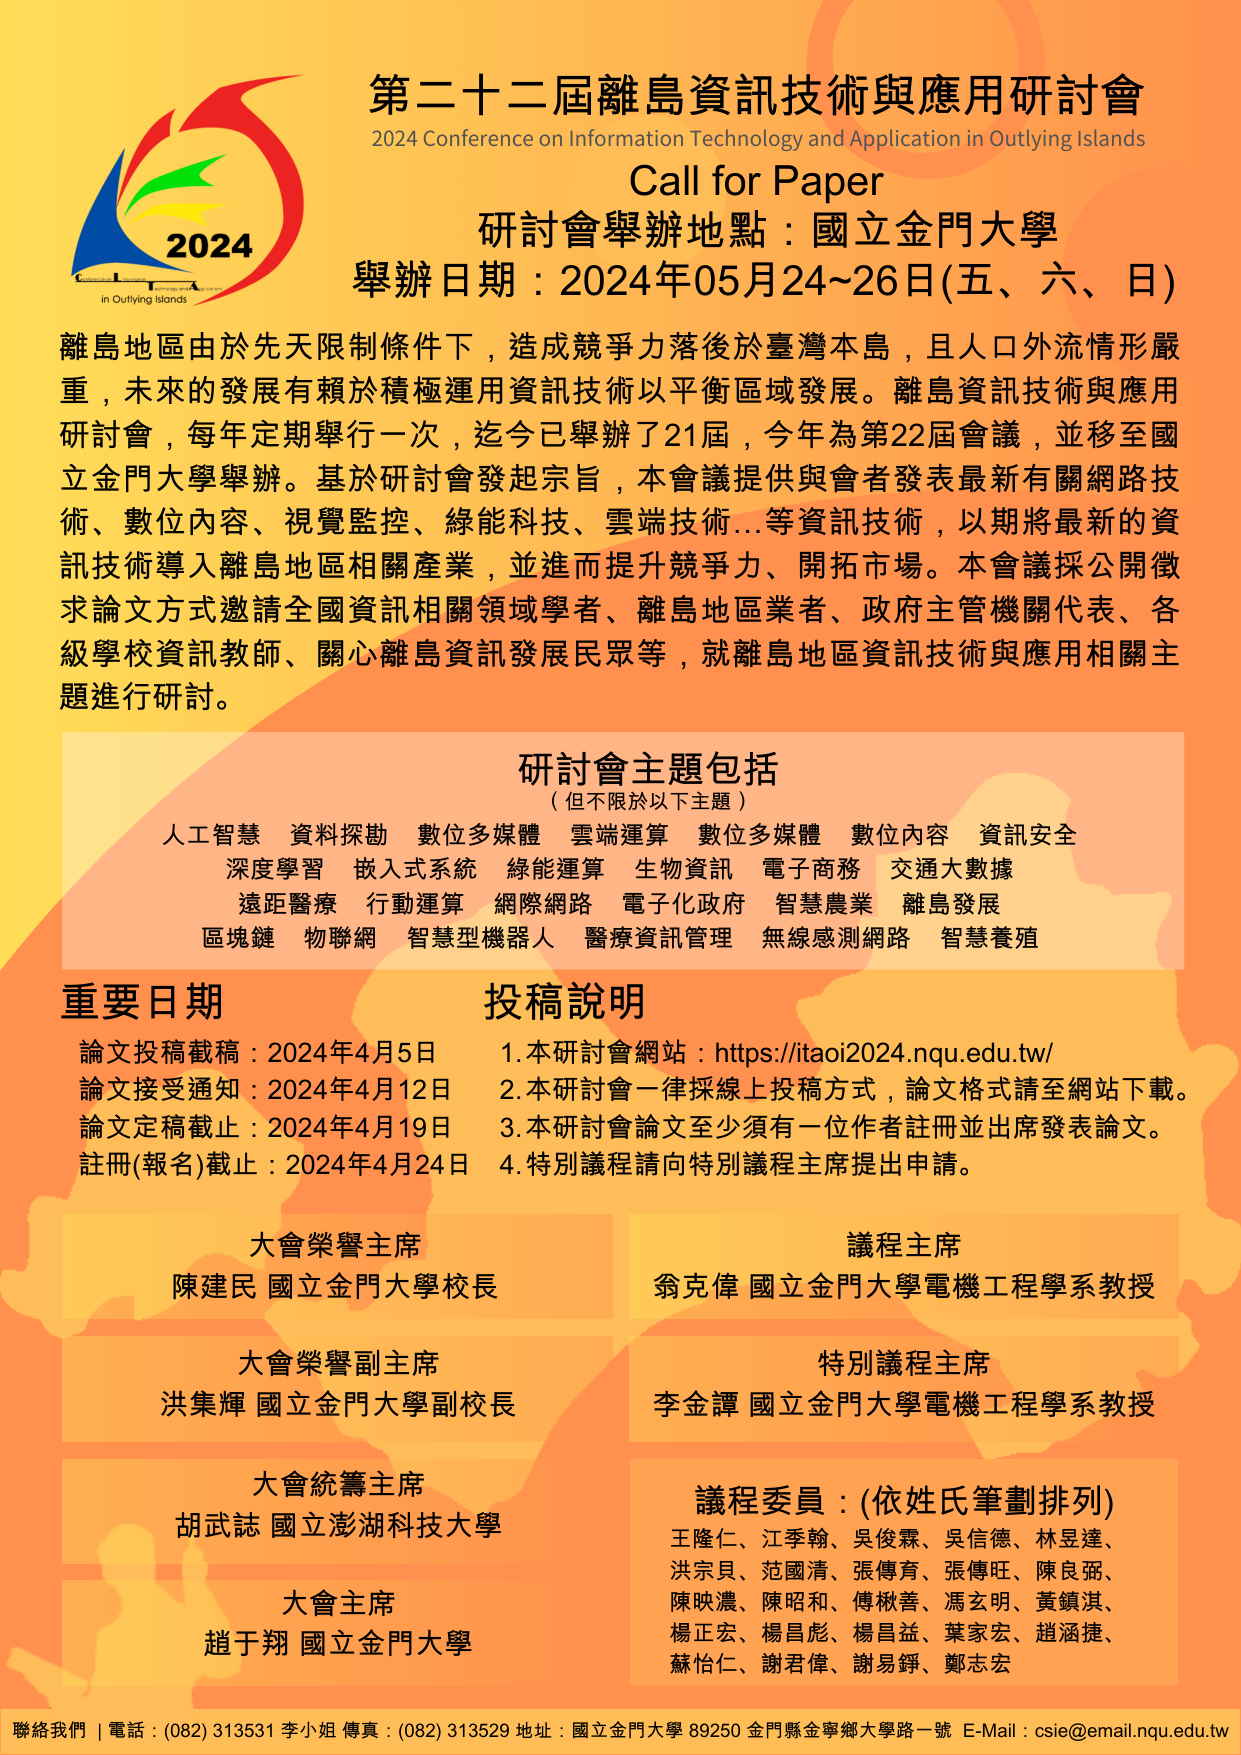 第二十二屆離島資訊技術與應用研討會
2024 Conference on Information Technology and Application in Outlying Islands
Call for Paper
研討會舉辦地點：國立金門大學
舉辦日期：2024年05月24~26日(五、六、日)
2024
Conference on Information
Technology and Applications
in Outlying Islands
離島地區由於先天限制條件下，造成競爭力落後於臺灣本島，且人口外流情形嚴
重，未來的發展有賴於積極運用資訊技術以平衡區域發展。離島資訊技術與應用
研討會，每年定期舉行一次，迄今已舉辦了21屆，今年為第22屆會議，並移至國
立金門大學舉辦。基於研討會發起宗旨，本會議提供與會者發表最新有關網路技
術、數位內容、視覺監控、綠能科技、雲端技術...等資訊技術，以期將最新的資
訊技術導入離島地區相關產業，並進而提升競爭力、開拓市場。本會議採公開徵
求論文方式邀請全國資訊相關領域學者、離島地區業者、政府主管機關代表、各
級學校資訊教師、關心離島資訊發展民眾等，就離島地區資訊技術與應用相關主
題進行研討。
研討會主題包括
（但不限於以下主題）
人工智慧 資料探勘 數位多媒體 雲端運算 數位多媒體 數位內容 資訊安全
深度學習 嵌入式系統 綠能運算 生物資訊 電子商務 交通大數據
遠距醫療 行動運算 網際網路 電子化政府 智慧農業 離島發展
區塊鏈 物聯網 智慧型機器人 醫療資訊管理 無線感測網路 智慧養殖
重要日期
論文投稿截稿：2024年4月5日
論文接受通知：2024年4月12日
論文定稿截止：2024年4月19日
註冊(報名)截止：2024年4月24日
投稿說明
1.本研討會網站：https://itaoi2024.nqu.edu.tw/
2.本研討會一律採線上投稿方式，論文格式請至網站下載。
3.本研討會論文至少須有一位作者註冊並出席發表論文。
4.特別議程請向特別議程主席提出申請。
大會榮譽主席
陳建民 國立金門大學校長
大會榮譽副主席
洪集輝 國立金門大學副校長
大會統籌主席
胡武誌 國立澎湖科技大學
大會主席
趙于翔 國立金門大學
議程主席
翁克偉 國立金門大學電機工程學系教授
特別議程主席
李金譚 國立金門大學電機工程學系教授
議程委員：(依姓氏筆劃排列)
王隆仁、江季翰、吳俊霖、吳信德、林昱達、
洪宗貝、范國清、張傳育、張傳旺、陳良弼、
陳映濃、陳昭和、傅楸善、馮玄明、黃鎮淇、
楊正宏、楊昌彪、楊昌益、葉家宏、趙涵捷、
蘇怡仁、謝君偉、謝易錚、鄭志宏
聯絡我們 | 電話：(082) 313531 李小姐 傳真：(082) 313529 地址：國立金門大學 89250 金門縣金寧鄉大學路一號 E-Mail：csie@email.nqu.edu.tw